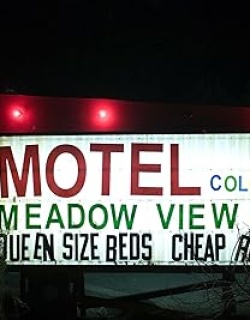 MOTEL COL
MEADOW VIEW
QUEEN SIZE BEDS CHEAP R